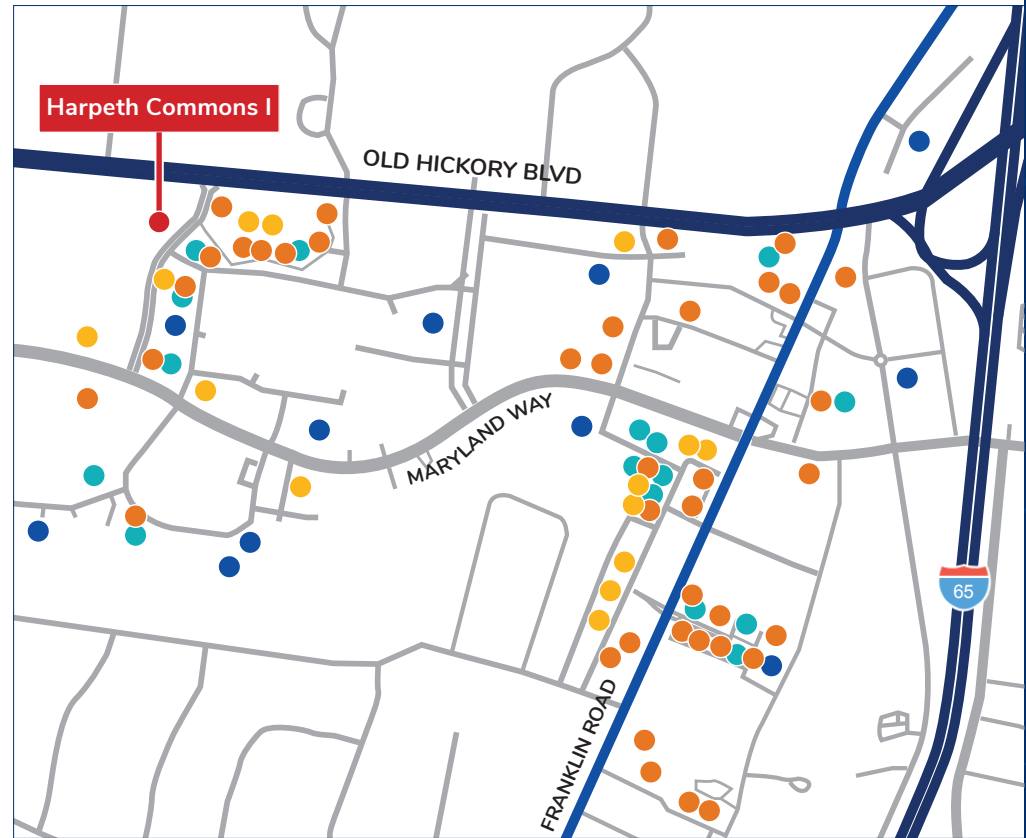 Harpeth Commons I
OLD HICKORY BLVD
MARYLAND WAY
65
FRANKLIN ROAD